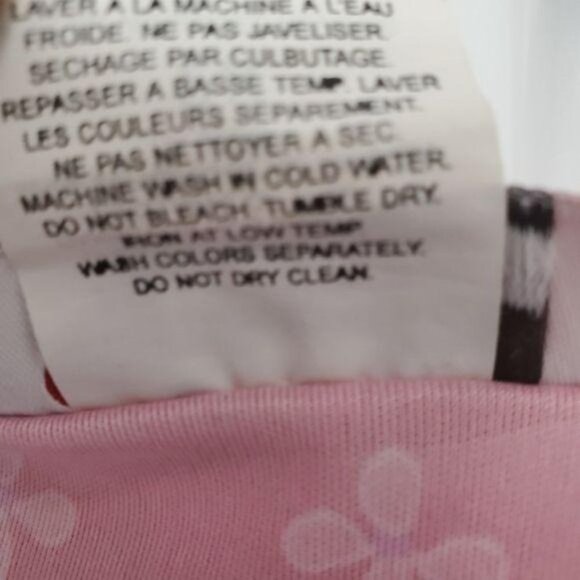 LAVER A LA MACHINE A L'EAU
FROIDE. NE PAS JAVELISER.
SECHAGE PAR CULBUTAGE.
REPASSER A BASSE TEMP. LAVER
LES COULEURS SEPAREMENT.
NE PAS NETTOYER A SEC.
MACHINE WASH IN COLD WATER.
DO NOT BLEACH. TUMBLE DRY.
IRON AT LOW TEMP.
WASH COLORS SEPARATELY.
DO NOT DRY CLEAN.